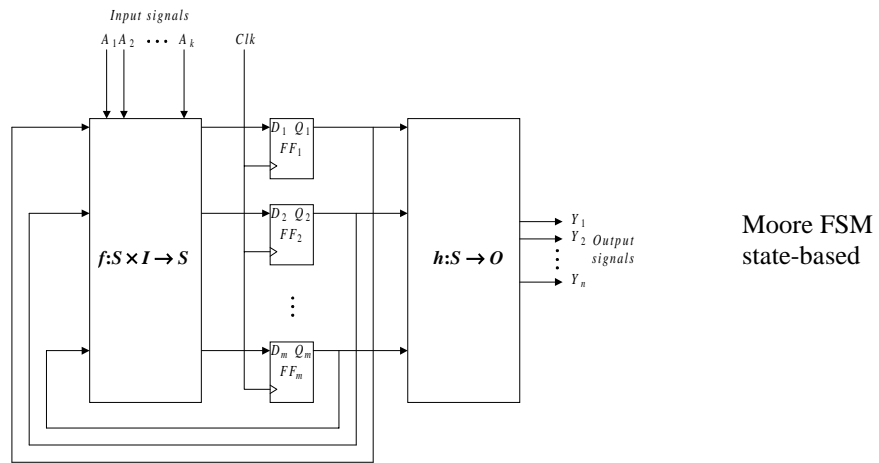 Input signals
A1 A2 ••• Ak Clk
D1 Q1
FF1
D2 Q2
FF2
f:S × I → S
h:S → O
Dm Qm
FFm
Y1
Y2 Output
signals
Yn
Moore FSM
state-based